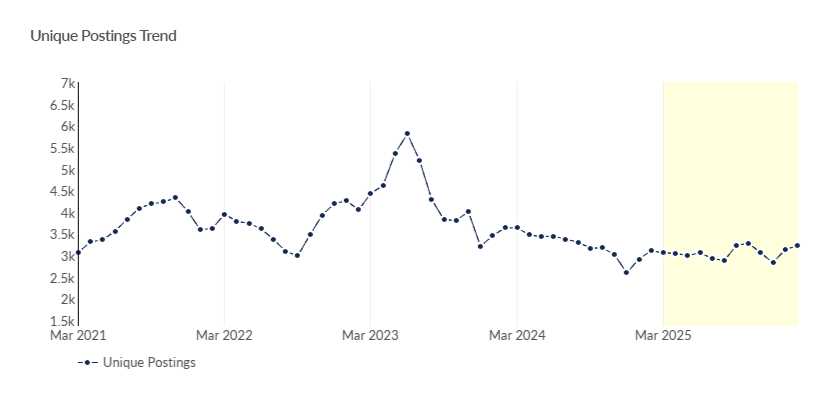 Unique Postings Trend
7k
6.5k
6k
5.5k
5k
4.5k
4k
3.5k
3k
2.5k
2k
1.5k
Mar 2021 Mar 2022 Mar 2023 Mar 2024 Mar 2025
Unique Postings